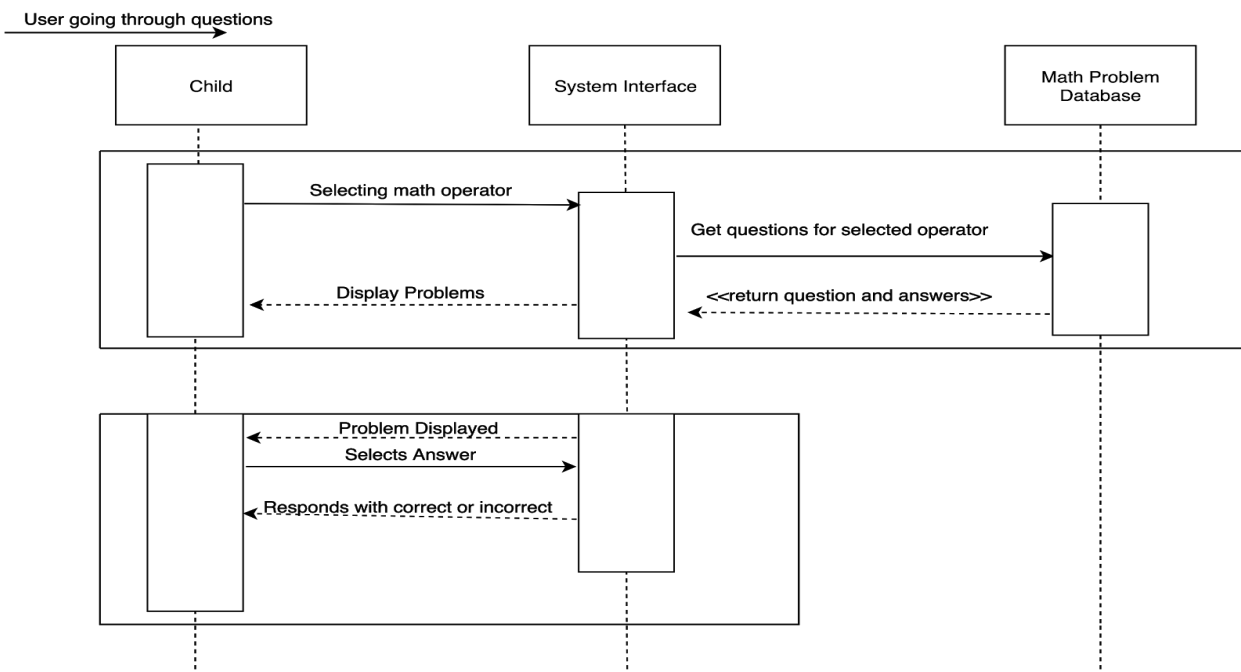 User going through questions
Child
System Interface
Math Problem
Database
Selecting math operator
Get questions for selected operator
Display Problems
<<return question and answers>>
Problem Displayed
Selects Answer
Responds with correct or incorrect